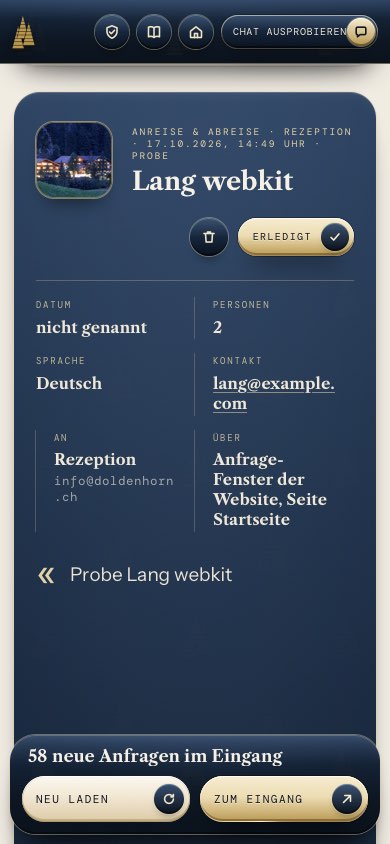 CHAT AUSPROBIEREN
ANREISE & ABREISE · REZEPTION
· 17.10.2026, 14:49 UHR ·
PROBE
Lang webkit
ERLEDIGT
DATUM
nicht genannt
PERSONEN
2
SPRACHE
Deutsch
KONTAKT
lang@example.
com
AN
Rezeption
info@doldenhorn
.ch
ÜBER
Anfrage-
Fenster der
Website, Seite
Startseite
« Probe Lang webkit
58 neue Anfragen im Eingang
NEU LADEN
ZUM EINGANG